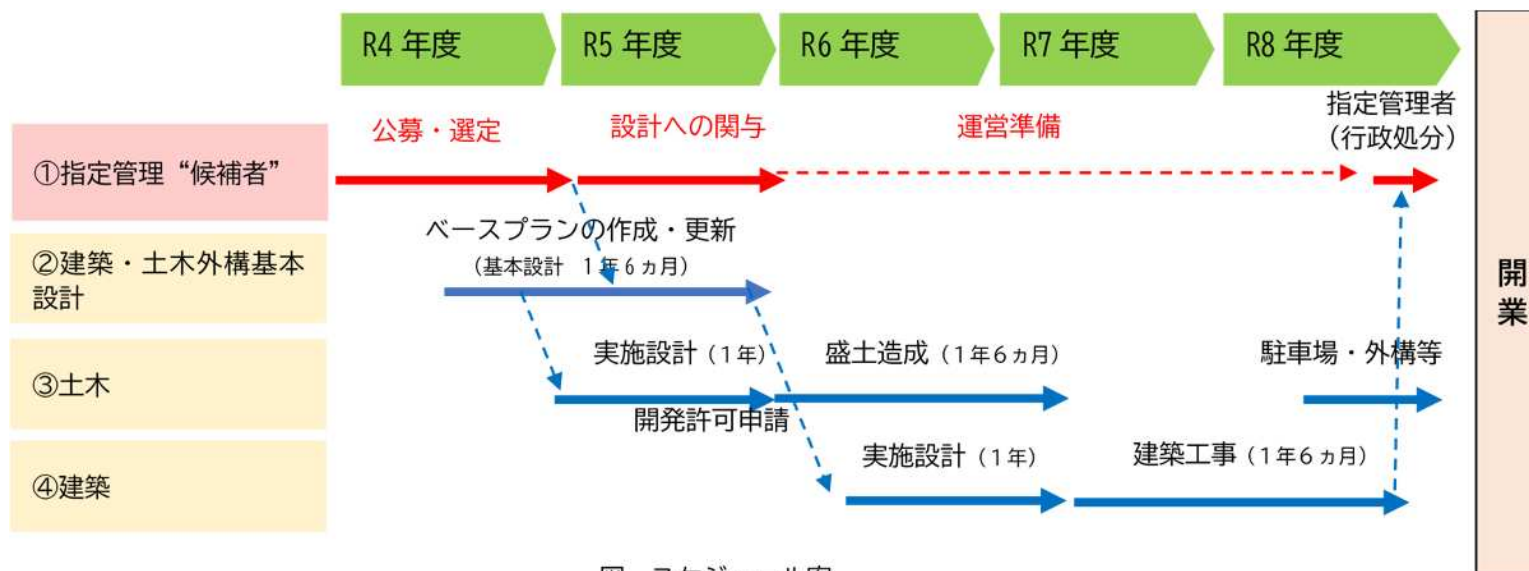 R4 年度
R5 年度
R6 年度
R7 年度
R8 年度
公募・選定
設計への関与
運営準備
指定管理者
（行政処分）
①指定管理“候補者”
ベースプランの作成・更新
（基本設計　1年6ヵ月）
②建築・土木外構基本
設計
実施設計（1年）
盛土造成（1年6ヵ月）
駐車場・外構等
③土木
開発許可申請
実施設計（1年）
建築工事（1年6ヵ月）
④建築
開業